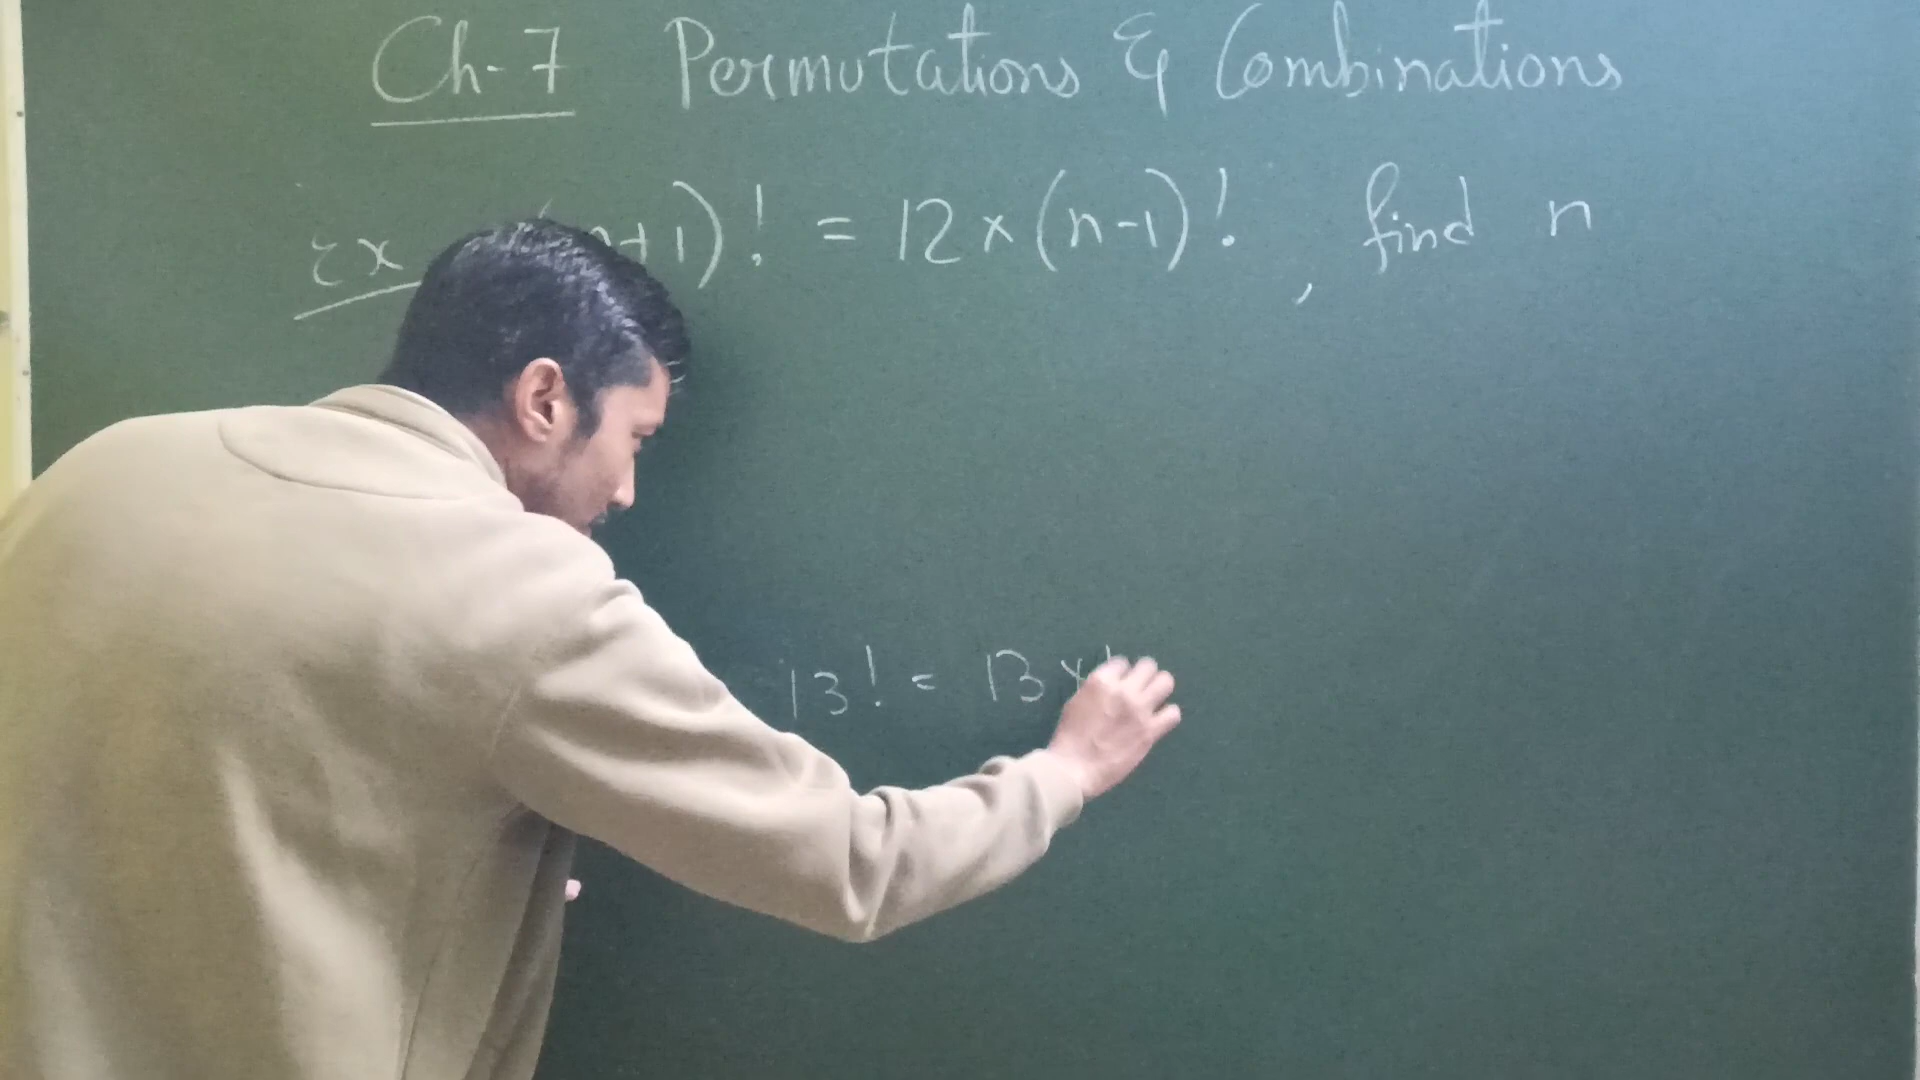 Ch-7 Permutations & Combinations
Ex n+1)! = 12×(n-1)! , find n
13! = 13 ×